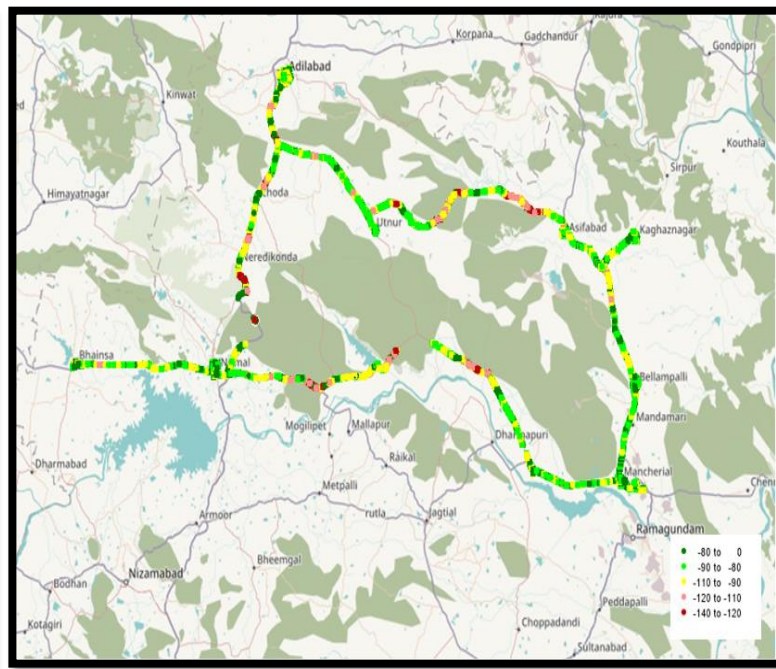 Korpana
Gadchandur
Gondpipri
Adilabad
Kinwat
Kouthala
Sirpur
Himayatnagar
Utnur
Asifabad
Kaghaznagar
Neredikonda
Bhainsa
Bellampalli
Mandamari
Mogilipet
Mallapur
Dharmapuri
Raikal
Dharmabad
Mancherial
Metpalli
rutla
Jagtial
Armoor
Ramagundam
Bheemgal
Nizamabad
Bodhan
Peddapalli
Choppadandi
Kotagiri
Sultanabad
-80 to 0
-90 to -80
-110 to -90
-120 to -110
-140 to -120